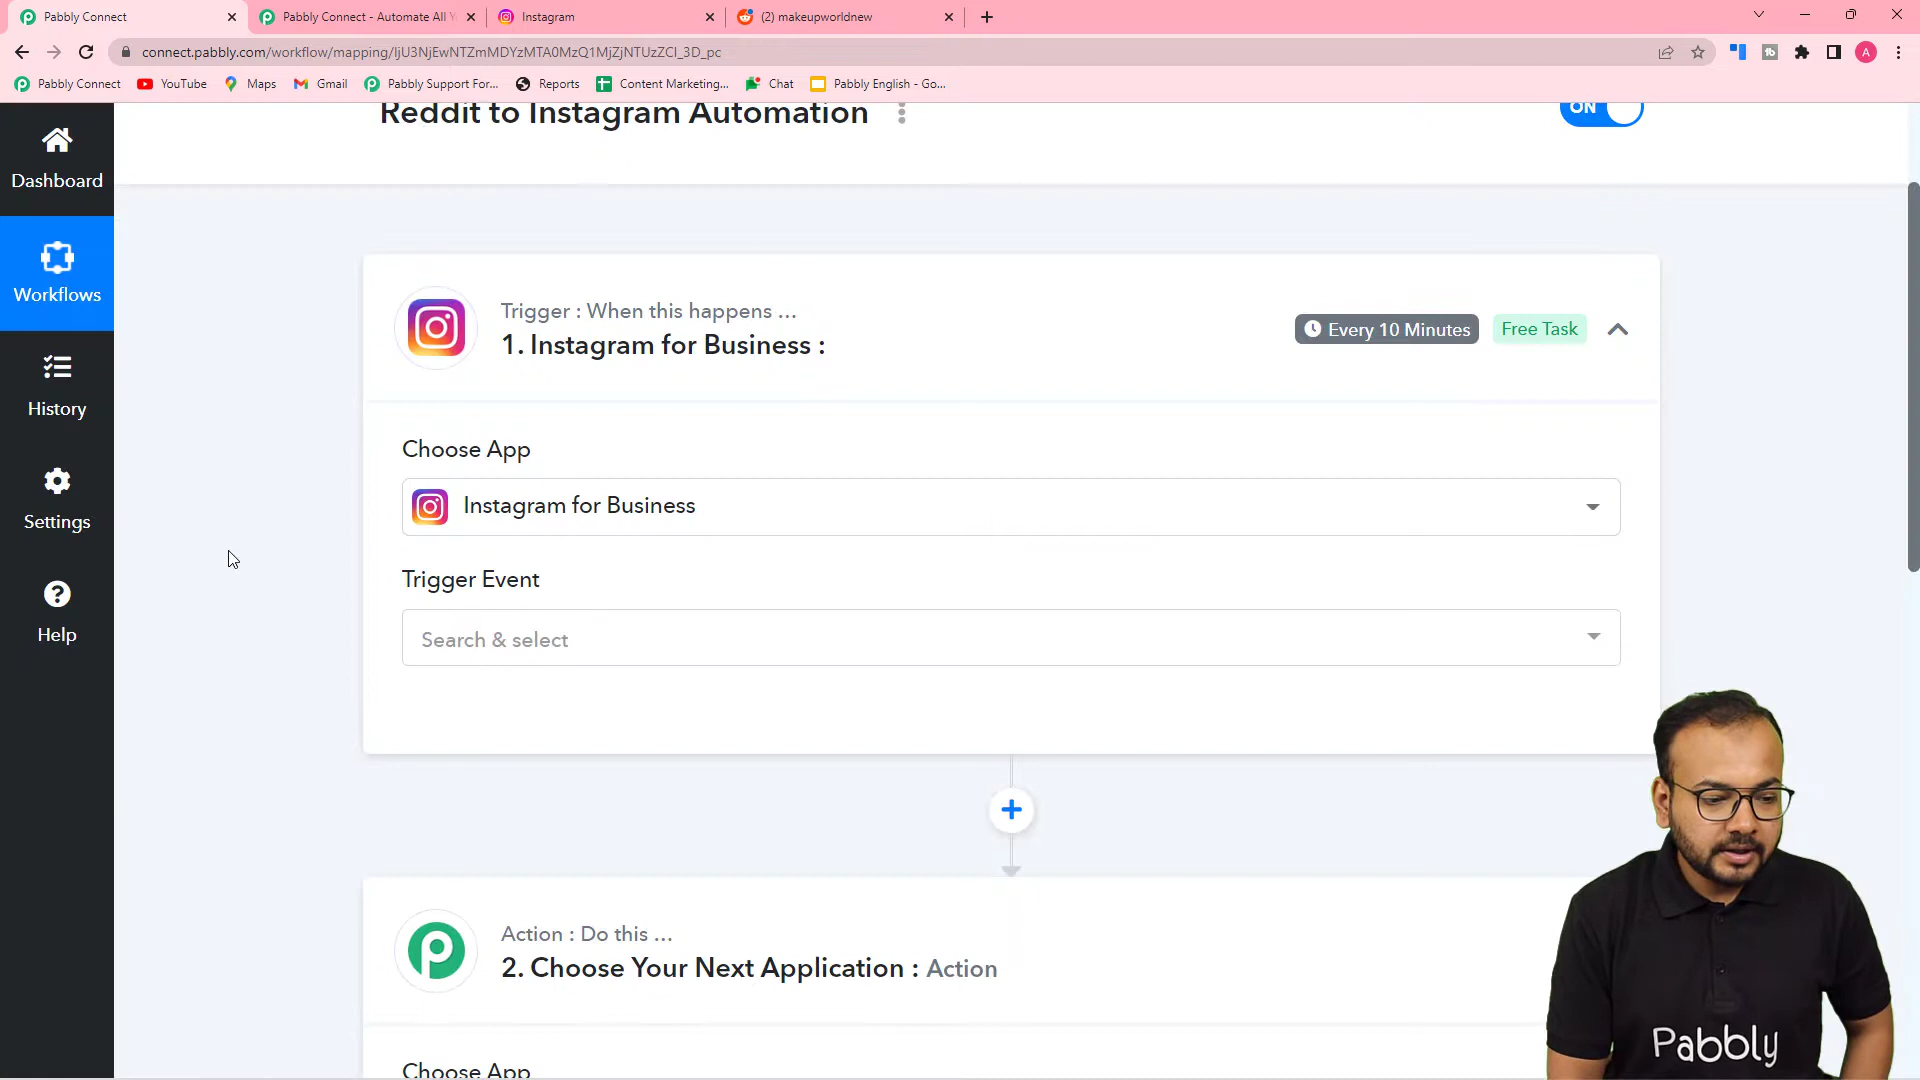 Pabbly Connect
Pabbly Connect - Automate All Y
Instagram
(2) makeupworldnew
connect.pabbly.com/workflow/mapping/IjU3NjEwNTZmMDYzMTA0MzQ1MjZjNTUzZCI_3D_pc
A
Pabbly Connect
YouTube
Maps
Gmail
Pabbly Support For...
Reports
Content Marketing...
Chat
Pabbly English - Go...
Reddit to Instagram Automation
ON
Dashboard
Workflows
History
Settings
Help
Trigger : When this happens ...
1. Instagram for Business :
Every 10 Minutes
Free Task
Choose App
Instagram for Business
Trigger Event
Search & select
Action : Do this ...
2. Choose Your Next Application : Action
Choose App
Pabbly